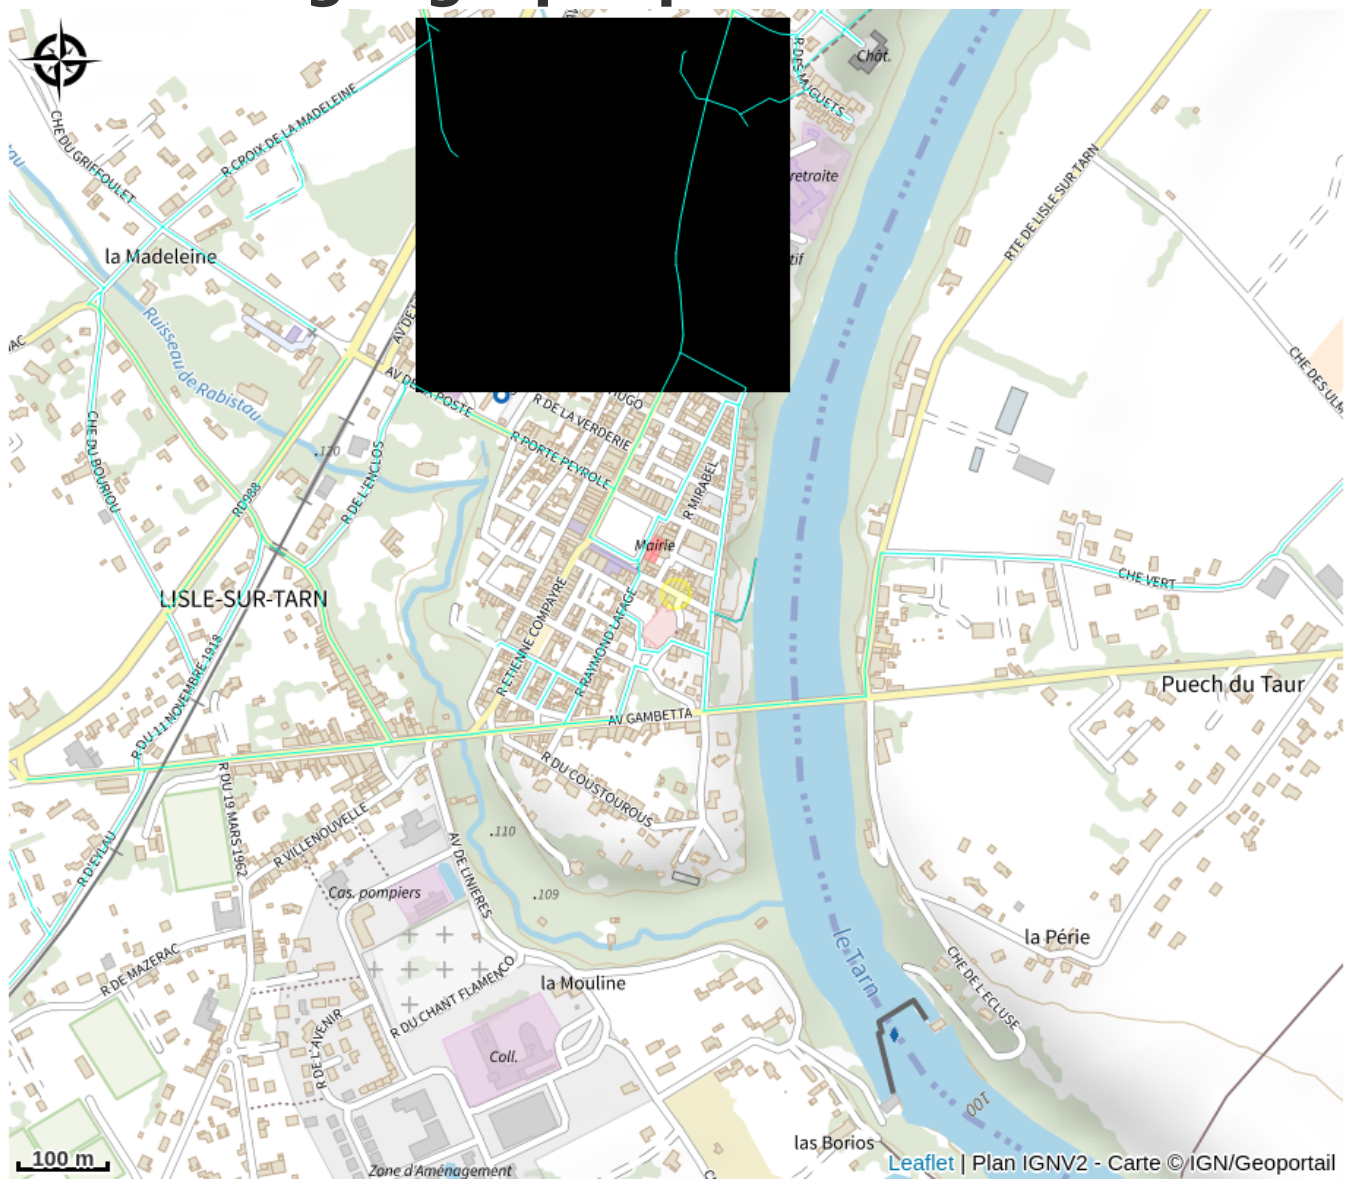 Chât.
R DES MUGUETS
CHE DU GRIFFOULET
R CROIX DE LA MADELEINE
retraite
RTE DE LISLE SUR TARN
la Madeleine
tif
Ruisseau de Rabistau
AV DE L
CHE DES ULM
AV DE LA POSTE
HUGO
R DE LA VERDERIE
R PORTE PEYROLE
CHE DU BOURIOU
120
R DE L'ENCLOS
R MIRABEL
RD988
Mairie
CHE VERT
LISLE-SUR-TARN
R ETIENNE COMPAYRE
R RAYMOND LAFAGE
R DU 11 NOVEMBRE 1918
Puech du Taur
AV GAMBETTA
R DU COUSTOUROUS
R DU 19 MARS 1962
R VILLENOUVELLE
110
AV DE LINIERES
R D'EYLAU
Cas. pompiers
109
la Périe
le Tarn
R DE MAZERAC
CHE DE L'ECLUSE
la Mouline
R DU CHANT FLAMENCO
R DE L'AVENIR
Coll.
100
las Borios
100 m
Zone d'Aménagement
Leaflet | Plan IGNV2 - Carte © IGN/Geoportail